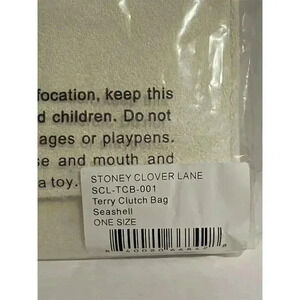 focation, keep this
d children. Do not
ages or playpens.
se and mouth and
a toy.
STONEY CLOVER LANE
SCL-TCB-001
Terry Clutch Bag
Seashell
ONE SIZE